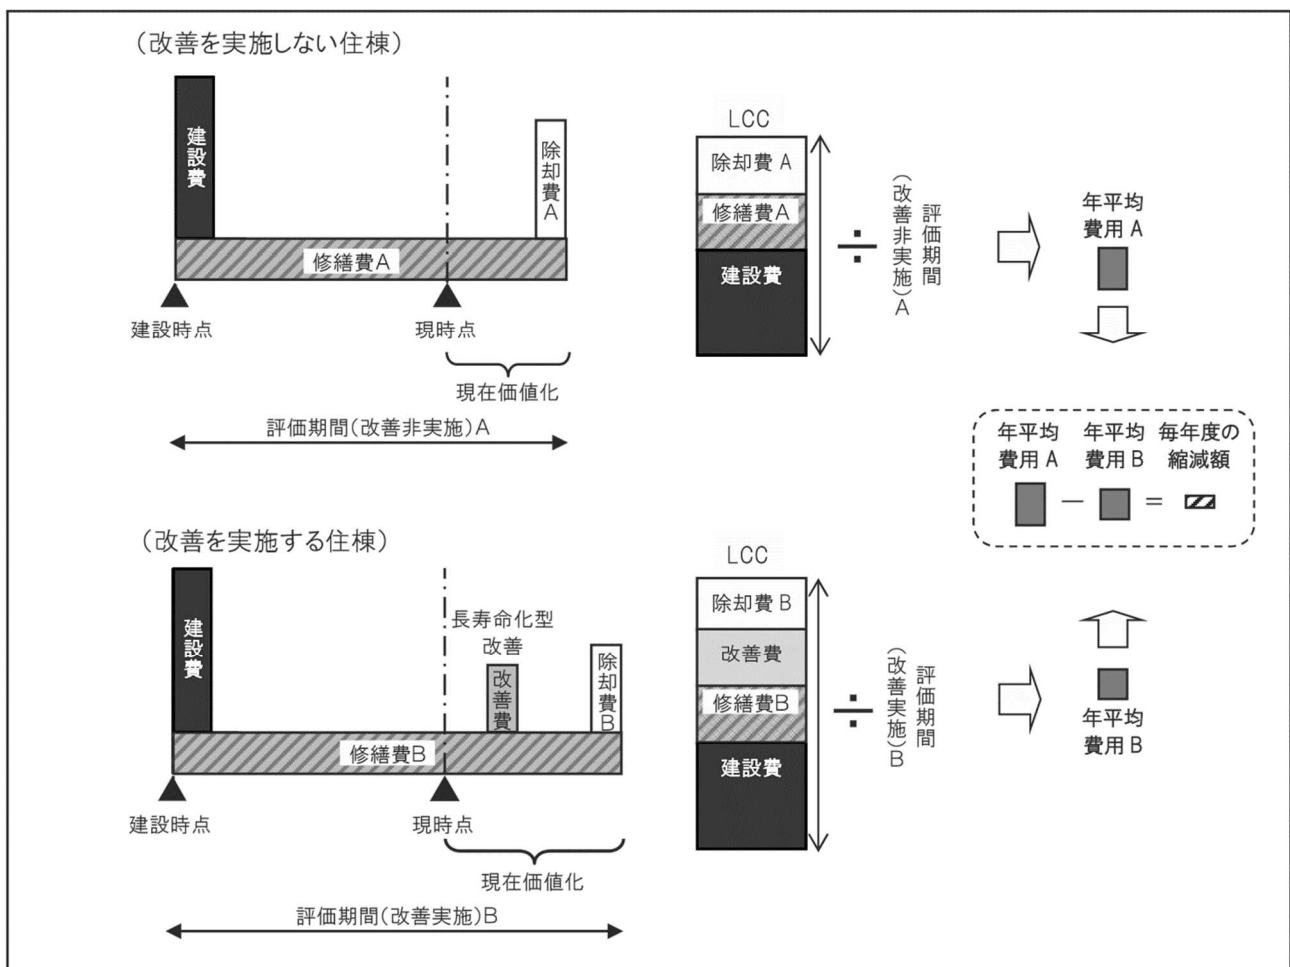 （改善を実施しない住棟）
建設費
除却費A
修繕費A
建設時点
現時点
現在価値化
評価期間（改善非実施）A
LCC
除却費 A
修繕費A
建設費
÷
評価期間
（改善非実施）A
年平均
費用 A
年平均
費用 A
年平均
費用 B
毎年度の
縮減額
－ ＝
（改善を実施する住棟）
建設費
長寿命化型
改善
改善費
除却費B
修繕費B
建設時点
現時点
現在価値化
評価期間（改善実施）B
LCC
除却費 B
改善費
修繕費B
建設費
÷
評価期間
（改善実施）B
年平均
費用 B